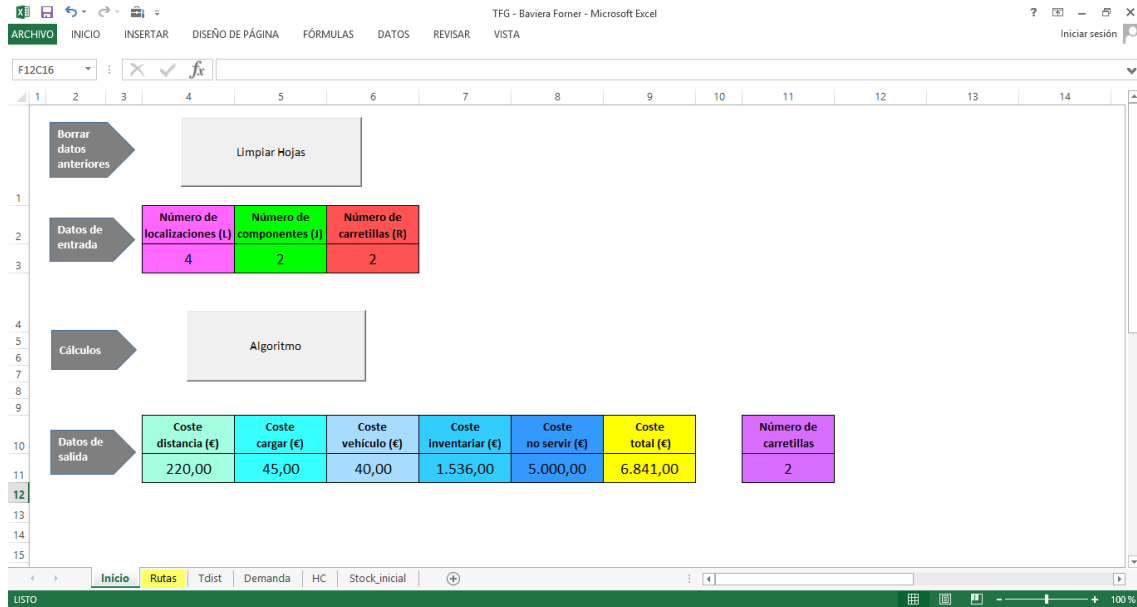 TFG - Baviera Forner - Microsoft Excel
ARCHIVO INICIO INSERTAR DISEÑO DE PÁGINA FÓRMULAS DATOS REVISAR VISTA Iniciar sesión
F12C16 fx
1 2 3 4 5 6 7 8 9 10 11 12 13 14
Borrar
datos
anteriores
Limpiar Hojas
1
Datos de
entrada
Número de
localizaciones (L)
Número de
componentes (J)
Número de
carretillas (R)
2
4 2 2
3
4
5
Cálculos
Algoritmo
6
7
8
9
Datos de
salida
Coste
distancia (€)
Coste
cargar (€)
Coste
vehículo (€)
Coste
inventariar (€)
Coste
no servir (€)
Coste
total (€)
Número de
carretillas
10
220,00 45,00 40,00 1.536,00 5.000,00 6.841,00 2
11
12
13
14
15
Inicio Rutas Tdist Demanda HC Stock_inicial
LISTO 100 %